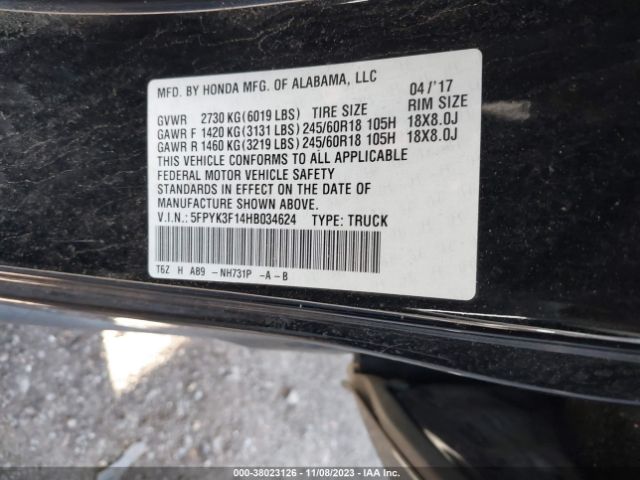 MFD. BY HONDA MFG. OF ALABAMA, LLC 04 /'17
GVWR 2730 KG(6019 LBS) TIRE SIZE RIM SIZE
GAWR F 1420 KG(3131 LBS) 245/60R18 105H 18X8.0J
GAWR R 1460 KG(3219 LBS) 245/60R18 105H 18X8.0J
THIS VEHICLE CONFORMS TO ALL APPLICABLE
FEDERAL MOTOR VEHICLE SAFETY
STANDARDS IN EFFECT ON THE DATE OF
MANUFACTURE SHOWN ABOVE.
V.I.N.: 5FPYK3F14HB034624 TYPE: TRUCK
T6Z H A89 -NH731P -A-B
000-38023126 - 11/08/2023 - IAA Inc.